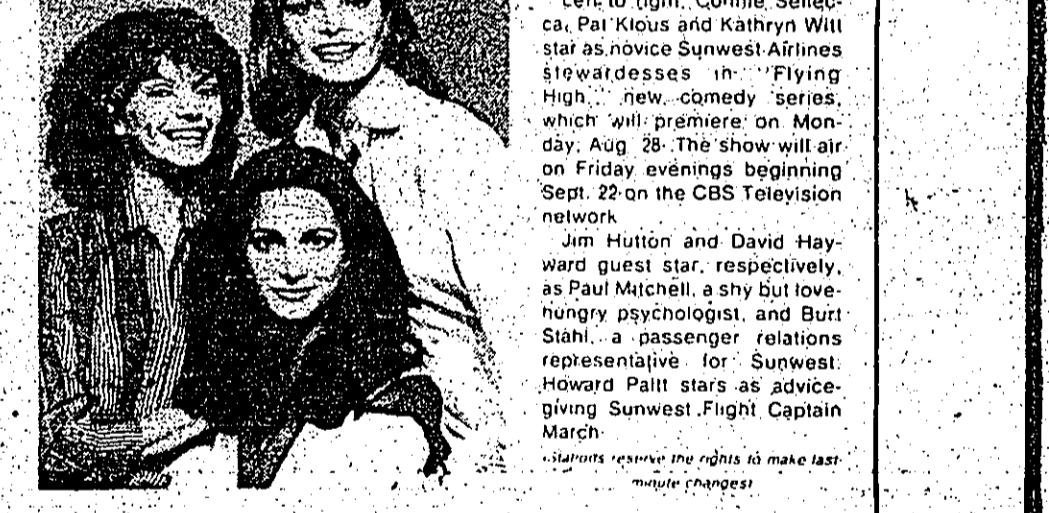 Left to right, Connie Sellec-
ca, Pat Klous and Kathryn Witt
star as novice Sunwest Airlines
stewardesses in "Flying
High," new comedy series,
which will premiere on Mon-
day, Aug. 28. The show will air
on Friday evenings beginning
Sept. 22 on the CBS Television
network
Jim Hutton and David Hay-
ward guest star, respectively,
as Paul Mitchell, a shy but love-
hungry psychologist, and Burt
Stahl, a passenger relations
representative for Sunwest.
Howard Platt stars as advice-
giving Sunwest Flight Captain
March.
(Stations reserve the rights to make last-
minute changes)